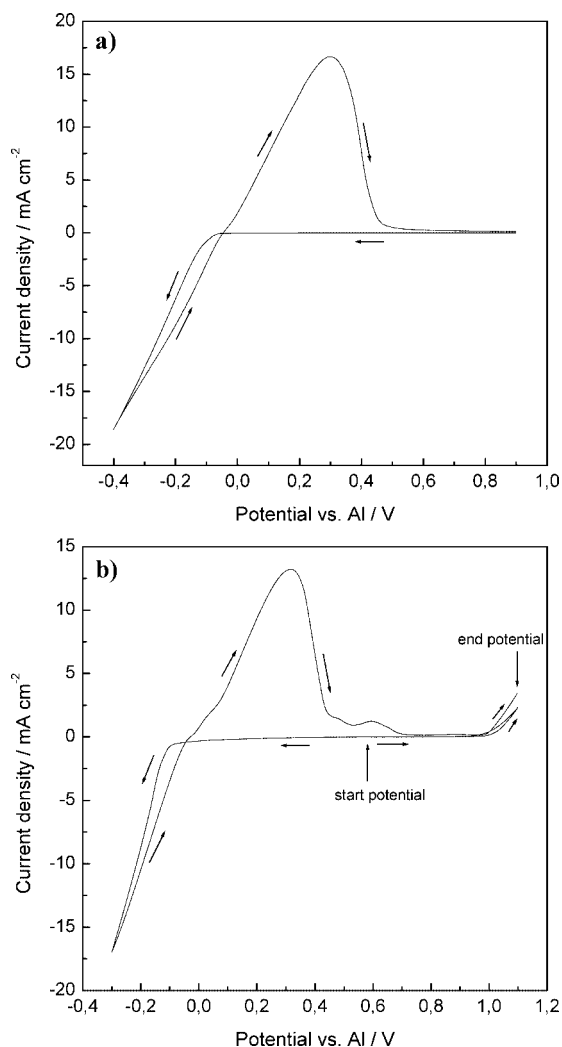 a)
20
15
10
5
0
-5
-10
-15
-20
Current density / mA cm-2
-0,4 -0,2 0,0 0,2 0,4 0,6 0,8 1,0
Potential vs. Al / V
b)
15
10
5
0
-5
-10
-15
-20
Current density / mA cm-2
end potential
start potential
-0,4 -0,2 0,0 0,2 0,4 0,6 0,8 1,0 1,2
Potential vs. Al / V